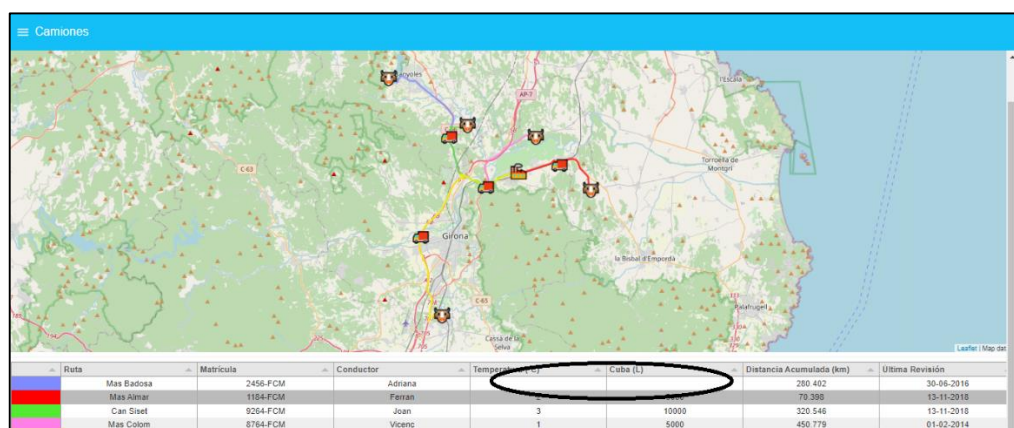 Camiones
anyoles
l'Escala
AP-7
C-63
Torroella de
Montgrí
Girona
la Bisbal d'Empordà
C-65
Palafrugell
Cassà de la
Selva
Leaflet | Map dat
Ruta Matrícula Conductor Temperatura (ºC) Cuba (L) Distancia Acumulada (km) Ultima Revisión
Mas Badosa 2456-FCM Adriana 280.402 30-06-2016
Mas Almar 1184-FCM Ferran 70.398 13-11-2018
Can Siset 9264-FCM Joan 3 10000 320.546 13-11-2018
Mas Colom 8764-FCM Vicenç 1 5000 450.779 01-02-2014